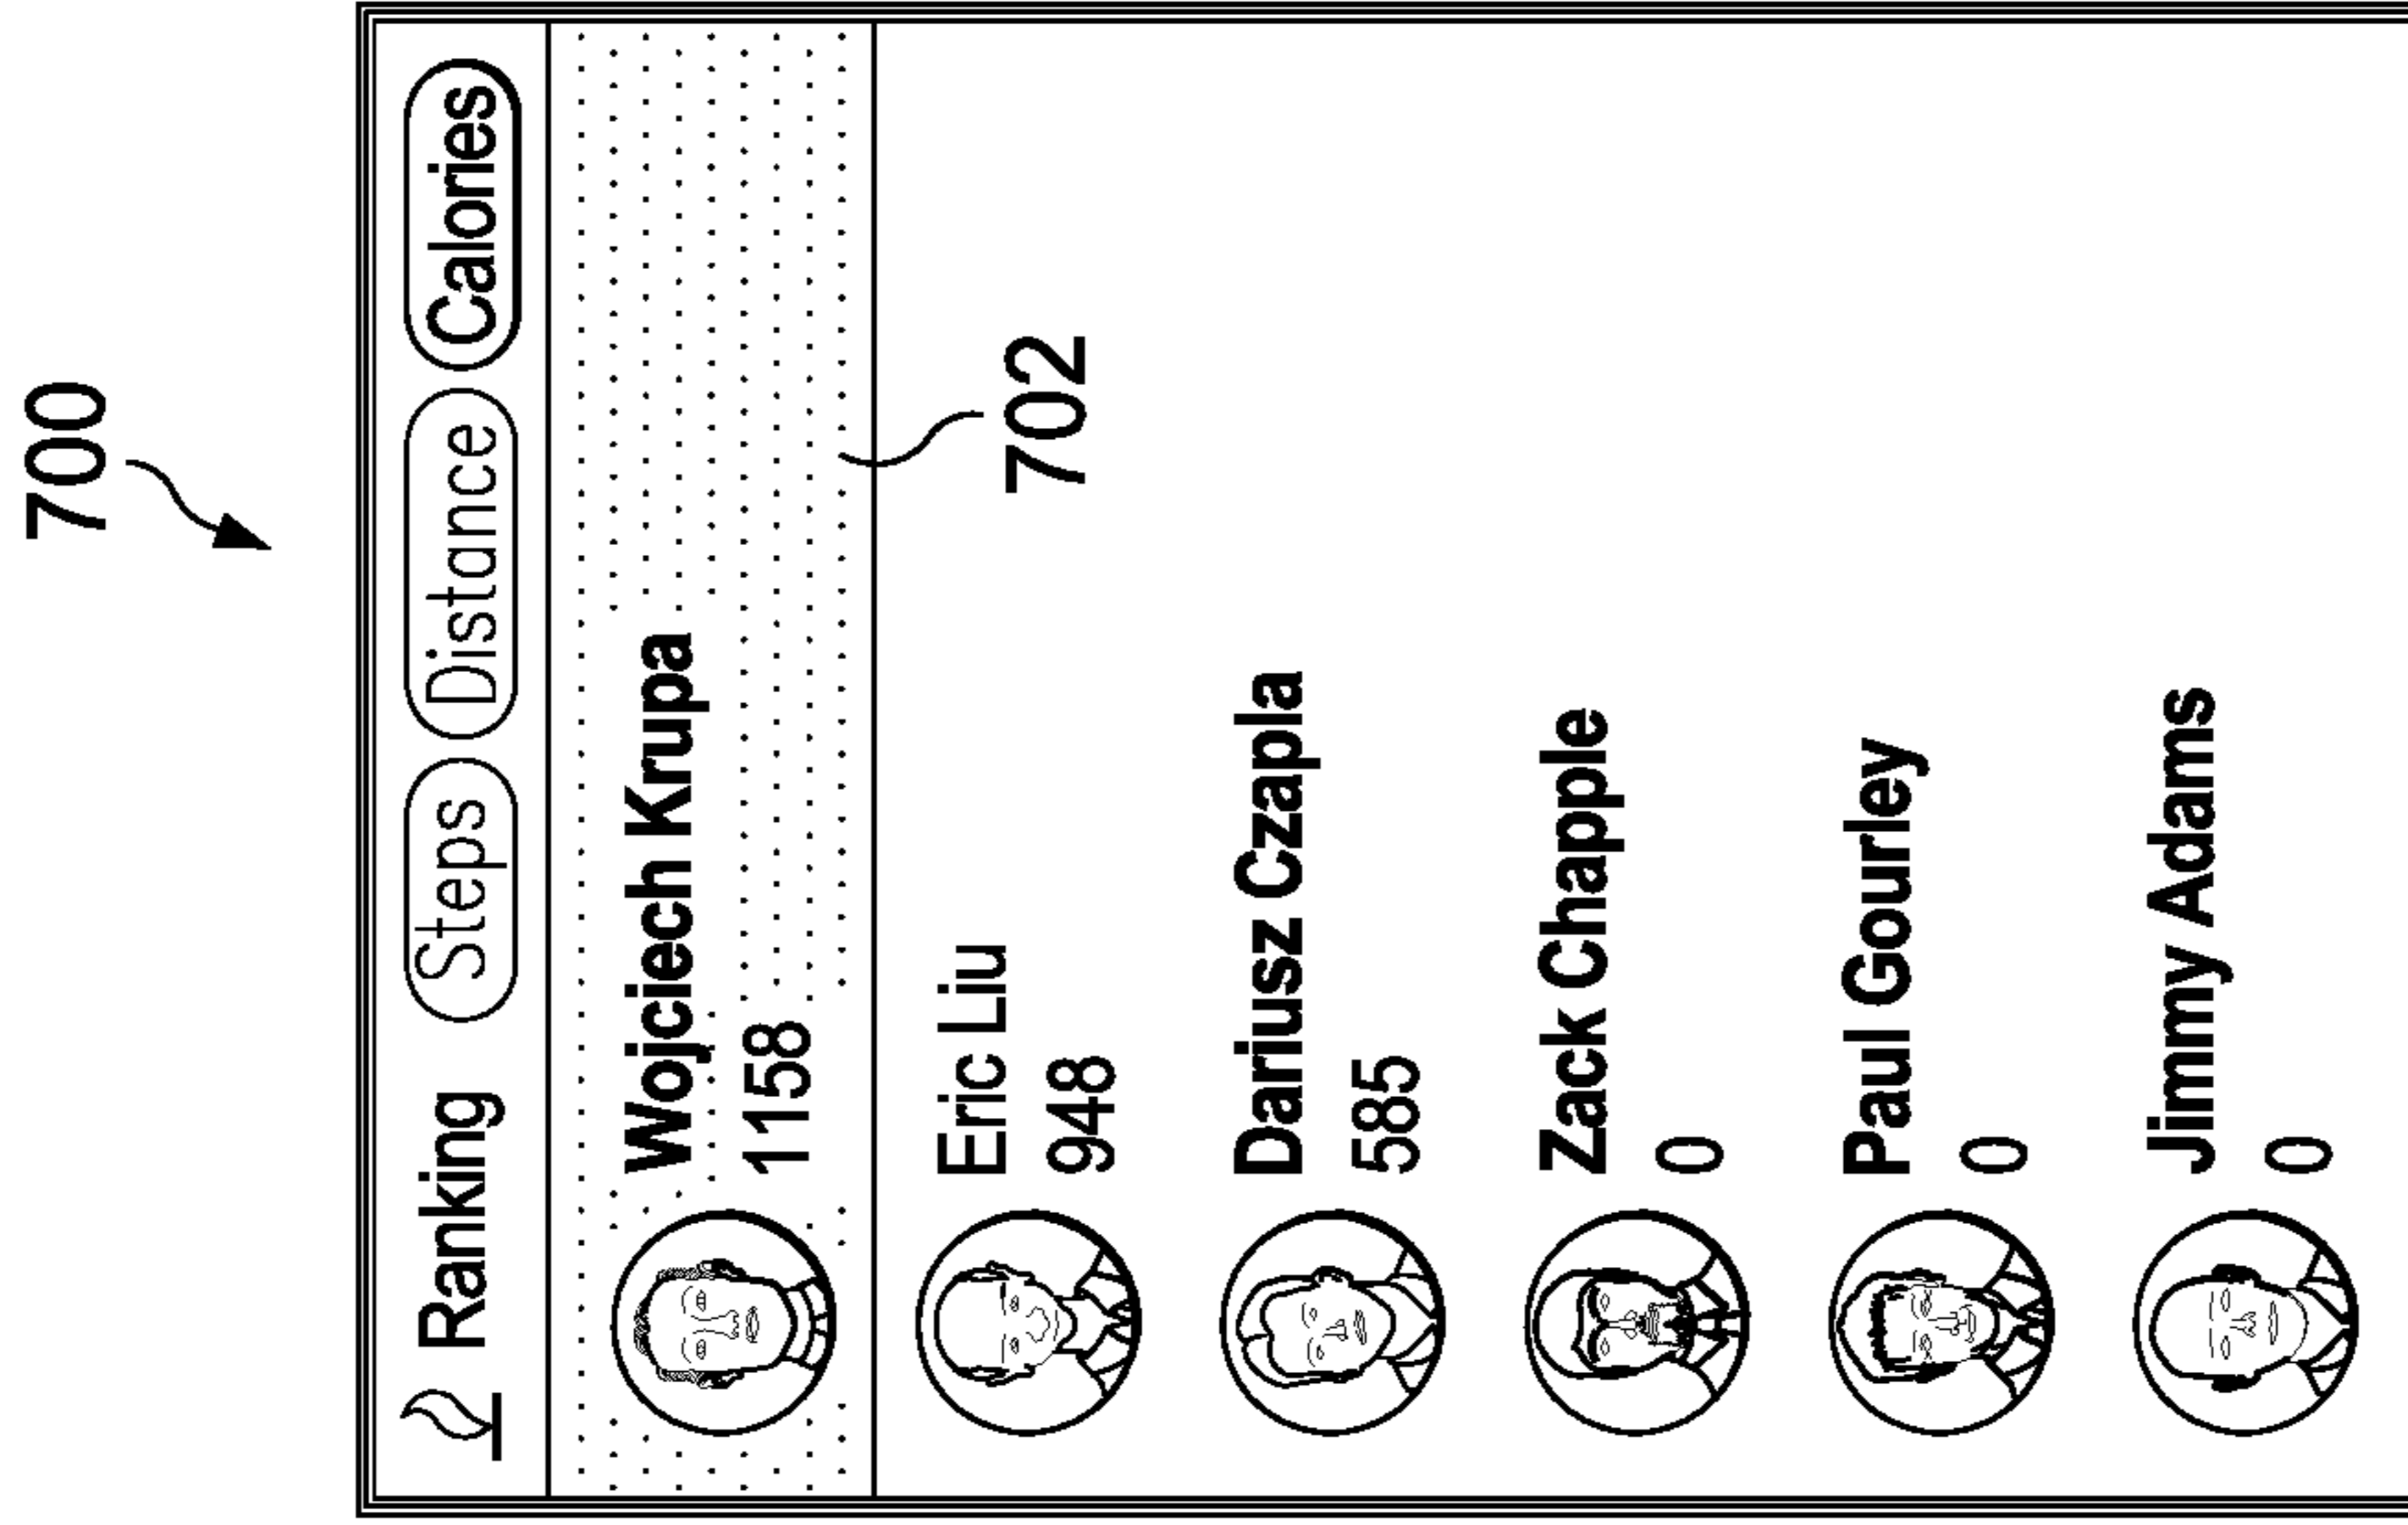 700
Ranking Steps Distance Calories
Wojciech Krupa
1158
702
Eric Liu
948
Dariusz Czapla
585
Zack Chapple
0
Paul Gourley
0
Jimmy Adams
0